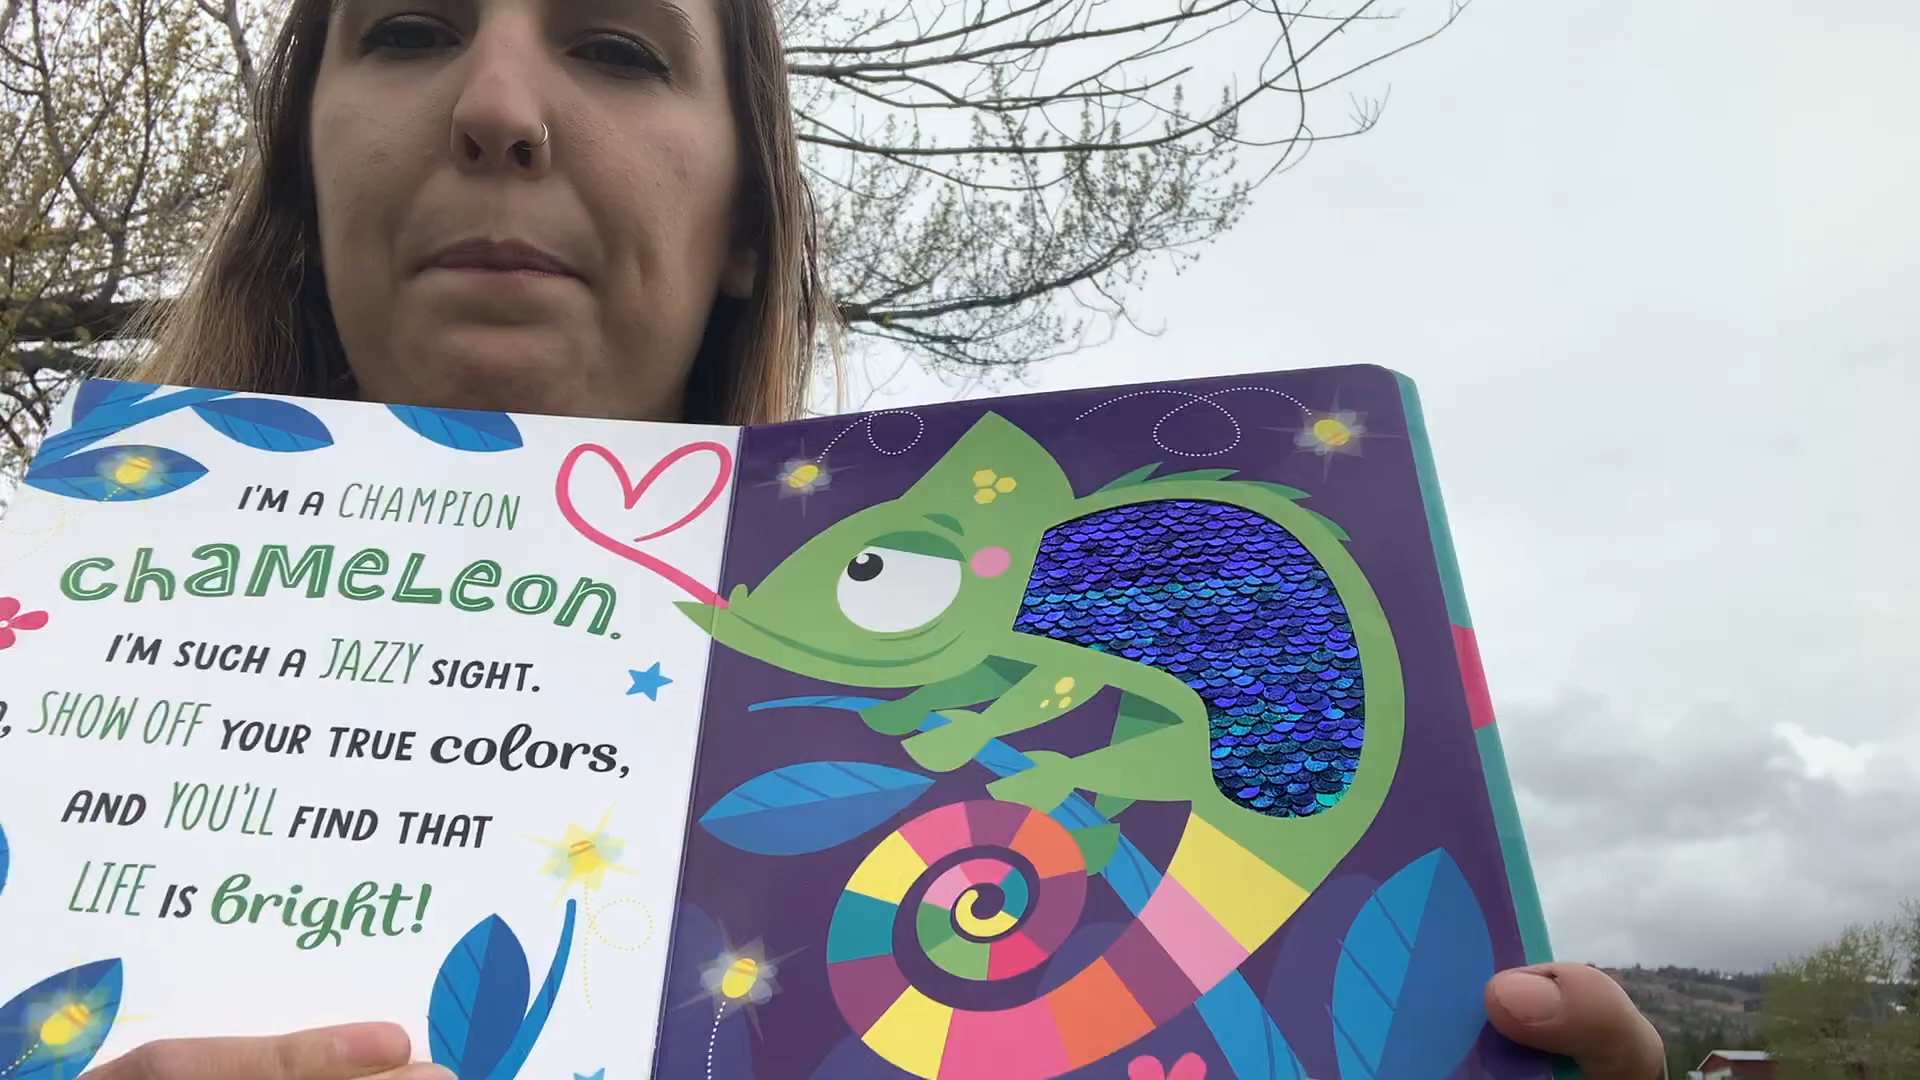 I'M A CHAMPION
chameleon.
I'M SUCH A JAZZY SIGHT.
SHOW OFF YOUR TRUE colors,
AND YOU'LL FIND THAT
LIFE IS bright!